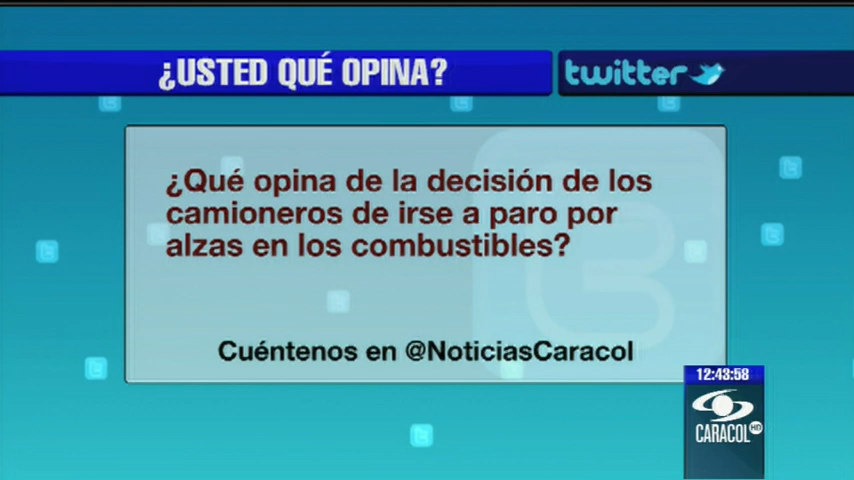 ¿USTED QUÉ OPINA?
twitter
¿Qué opina de la decisión de los
camioneros de irse a paro por
alzas en los combustibles?
Cuéntenos en @NoticiasCaracol
12:43:58
CARACOL HD